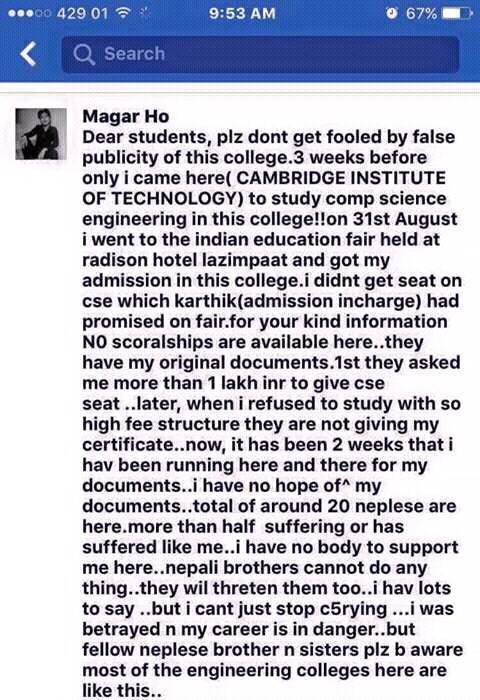 429 01 9:53 AM 67%
Search
Magar Ho
Dear students, plz dont get fooled by false
publicity of this college.3 weeks before
only i came here( CAMBRIDGE INSTITUTE
OF TECHNOLOGY) to study comp science
engineering in this college!!on 31st August
i went to the indian education fair held at
radison hotel lazimpaat and got my
admission in this college.i didnt get seat on
cse which karthik(admission incharge) had
promised on fair.for your kind information
NO scoralships are available here..they
have my original documents.1st they asked
me more than 1 lakh inr to give cse
seat ..later, when i refused to study with so
high fee structure they are not giving my
certificate..now, it has been 2 weeks that i
hav been running here and there for my
documents..i have no hope of^ my
documents..total of around 20 neplese are
here.more than half  suffering or has
suffered like me..i have no body to support
me here..nepali brothers cannot do any
thing..they wil threten them too..i hav lots
to say ..but i cant just stop c5rying ...i was
betrayed n my career is in danger..but
fellow neplese brother n sisters plz b aware
most of the engineering colleges here are
like this..